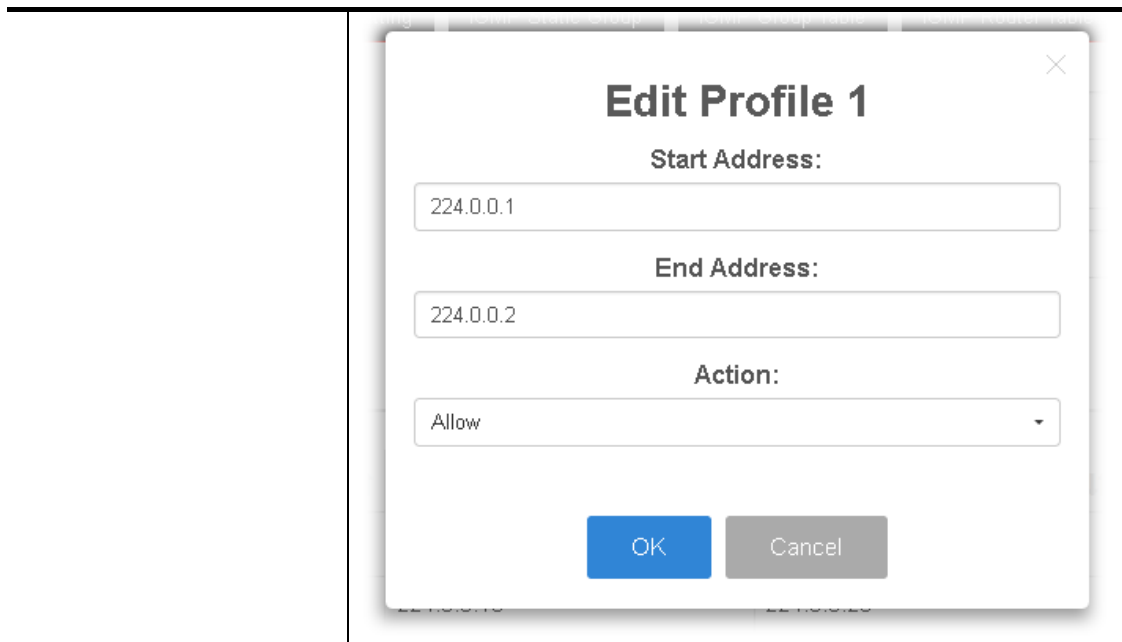 Edit Profile 1
Start Address:
224.0.0.1
End Address:
224.0.0.2
Action:
Allow
OK
Cancel